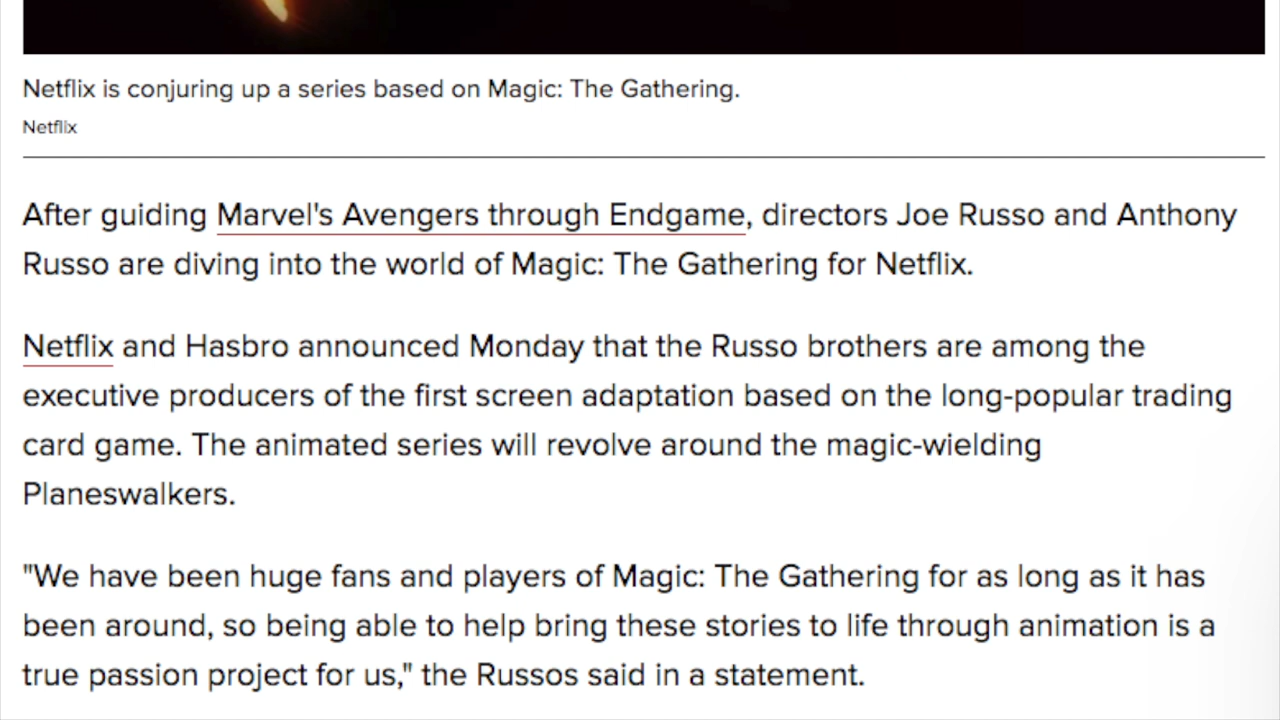 Netflix is conjuring up a series based on Magic: The Gathering.
Netflix
After guiding Marvel's Avengers through Endgame, directors Joe Russo and Anthony
Russo are diving into the world of Magic: The Gathering for Netflix.
Netflix and Hasbro announced Monday that the Russo brothers are among the
executive producers of the first screen adaptation based on the long-popular trading
card game. The animated series will revolve around the magic-wielding
Planeswalkers.
"We have been huge fans and players of Magic: The Gathering for as long as it has
been around, so being able to help bring these stories to life through animation is a
true passion project for us," the Russos said in a statement.